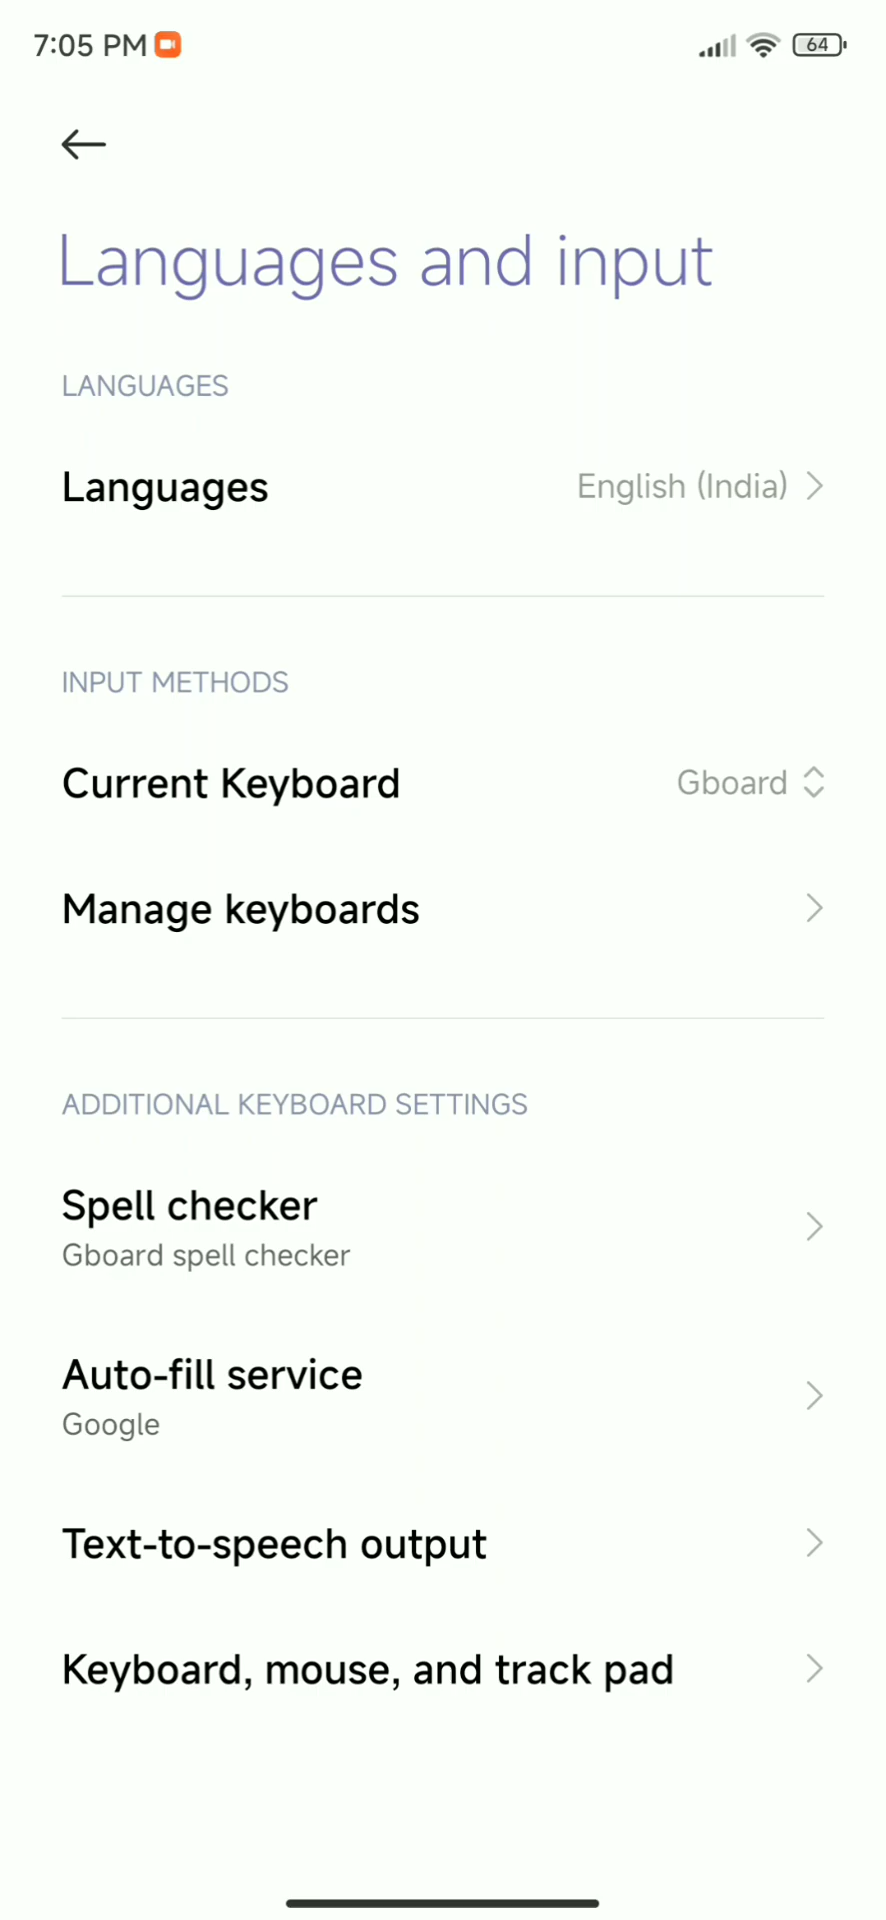 7:05 PM 64
Languages and input
LANGUAGES
Languages English (India)
INPUT METHODS
Current Keyboard Gboard
Manage keyboards
ADDITIONAL KEYBOARD SETTINGS
Spell checker
Gboard spell checker
Auto-fill service
Google
Text-to-speech output
Keyboard, mouse, and track pad